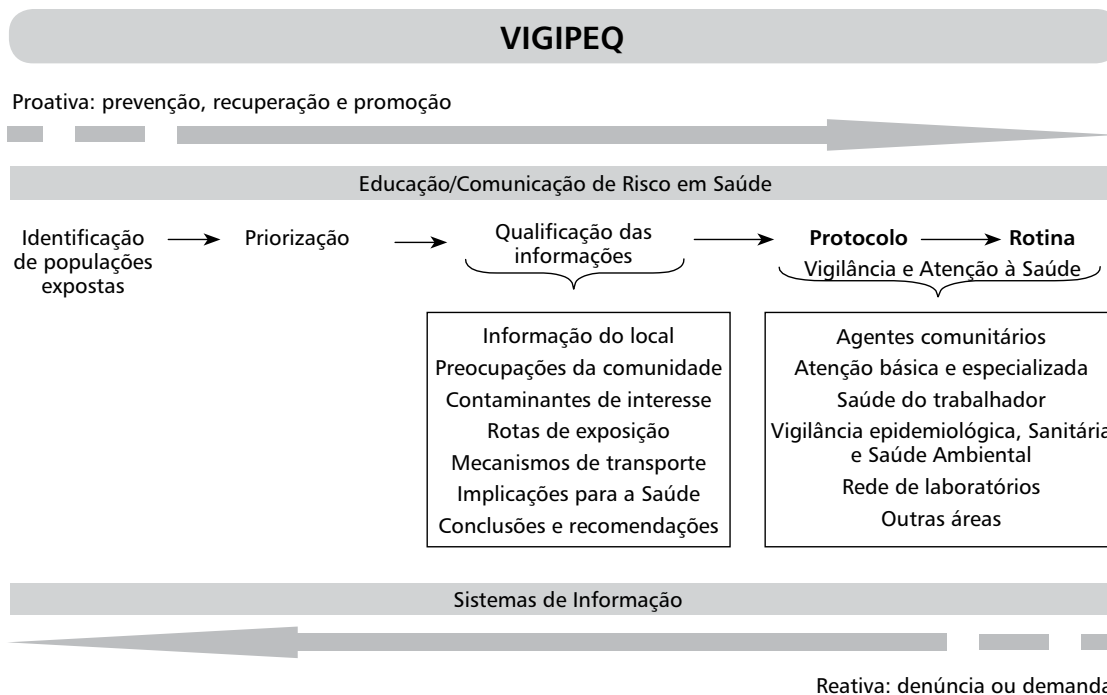 VIGIPEQ
Proativa: prevenção, recuperação e promoção
Educação/Comunicação de Risco em Saúde
Identificação
de populações
expostas
Priorização
Qualificação das
informações
Protocolo
Rotina
Vigilância e Atenção à Saúde
Informação do local
Preocupações da comunidade
Contaminantes de interesse
Rotas de exposição
Mecanismos de transporte
Implicações para a Saúde
Conclusões e recomendações
Agentes comunitários
Atenção básica e especializada
Saúde do trabalhador
Vigilância epidemiológica, Sanitária
e Saúde Ambiental
Rede de laboratórios
Outras áreas
Sistemas de Informação
Reativa: denúncia ou demanda